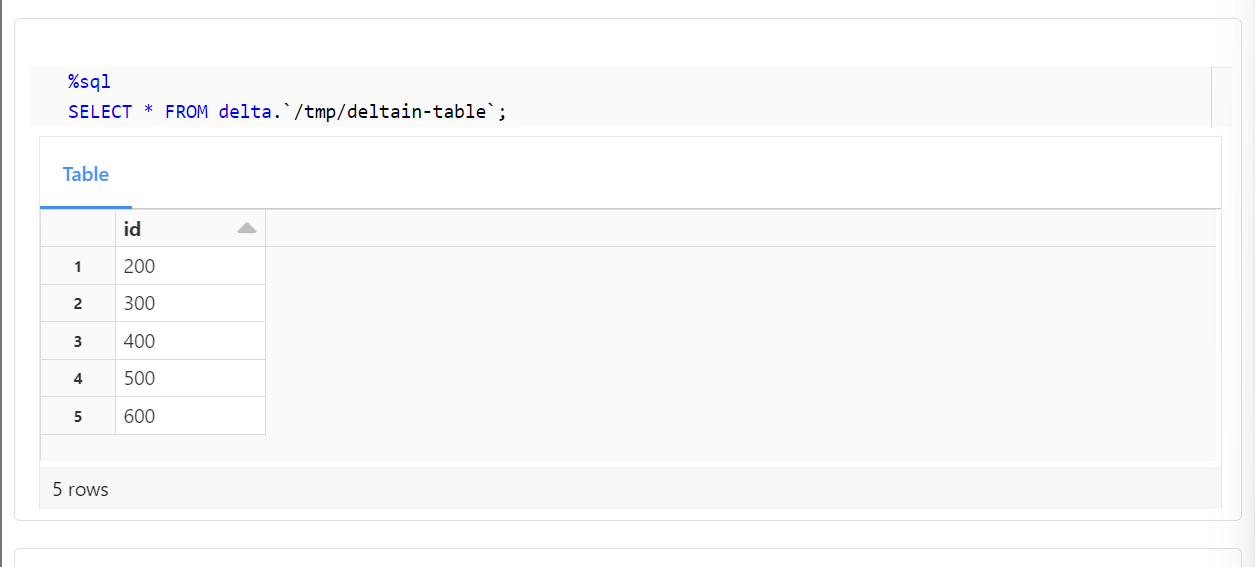 %sql
SELECT * FROM delta.`/tmp/deltain-table`;
Table
id
1 200
2 300
3 400
4 500
5 600
5 rows